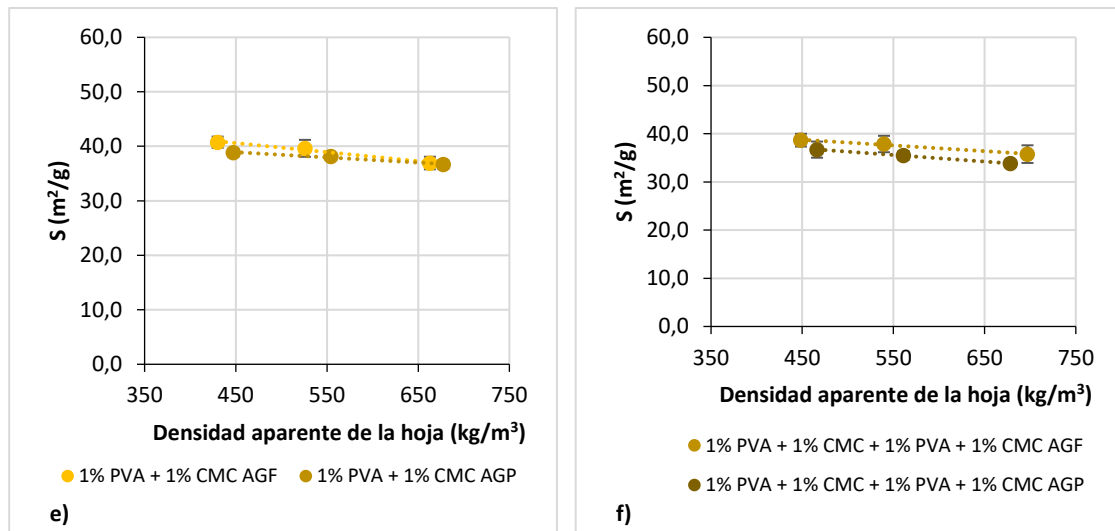 60,0
50,0
40,0
30,0
20,0
10,0
0,0
S (m²/g)
350 450 550 650 750
Densidad aparente de la hoja (kg/m³)
1% PVA + 1% CMC AGF 1% PVA + 1% CMC AGP
e)
60,0
50,0
40,0
30,0
20,0
10,0
0,0
S (m²/g)
350 450 550 650 750
Densidad aparente de la hoja (kg/m³)
1% PVA + 1% CMC + 1% PVA + 1% CMC AGF
1% PVA + 1% CMC + 1% PVA + 1% CMC AGP
f)